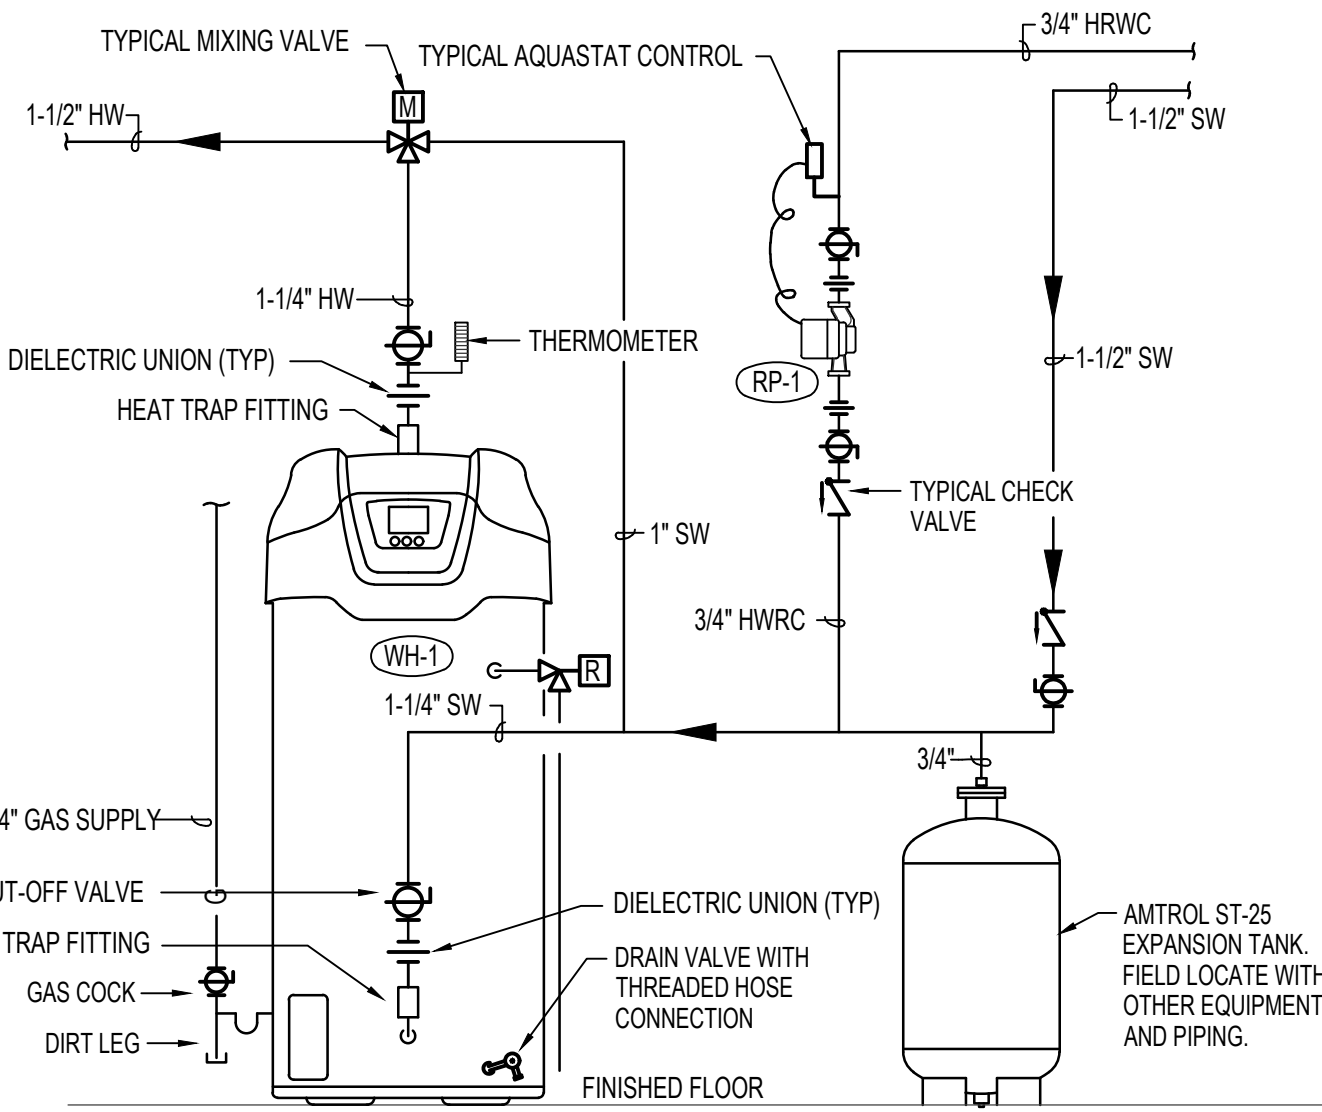 3/4" HRWC
TYPICAL MIXING VALVE
TYPICAL AQUASTAT CONTROL
M
1-1/2" HW
1-1/2" SW
1-1/4" HW
THERMOMETER
DIELECTRIC UNION (TYP)
1-1/2" SW
RP-1
HEAT TRAP FITTING
TYPICAL CHECK
VALVE
1" SW
3/4" HWRC
WH-1
R
1-1/4" SW
3/4"
4" GAS SUPPLY
UT-OFF VALVE
DIELECTRIC UNION (TYP)
TRAP FITTING
DRAIN VALVE WITH
THREADED HOSE
CONNECTION
AMTROL ST-25
EXPANSION TANK.
FIELD LOCATE WITH
OTHER EQUIPMENT
AND PIPING.
GAS COCK
DIRT LEG
FINISHED FLOOR